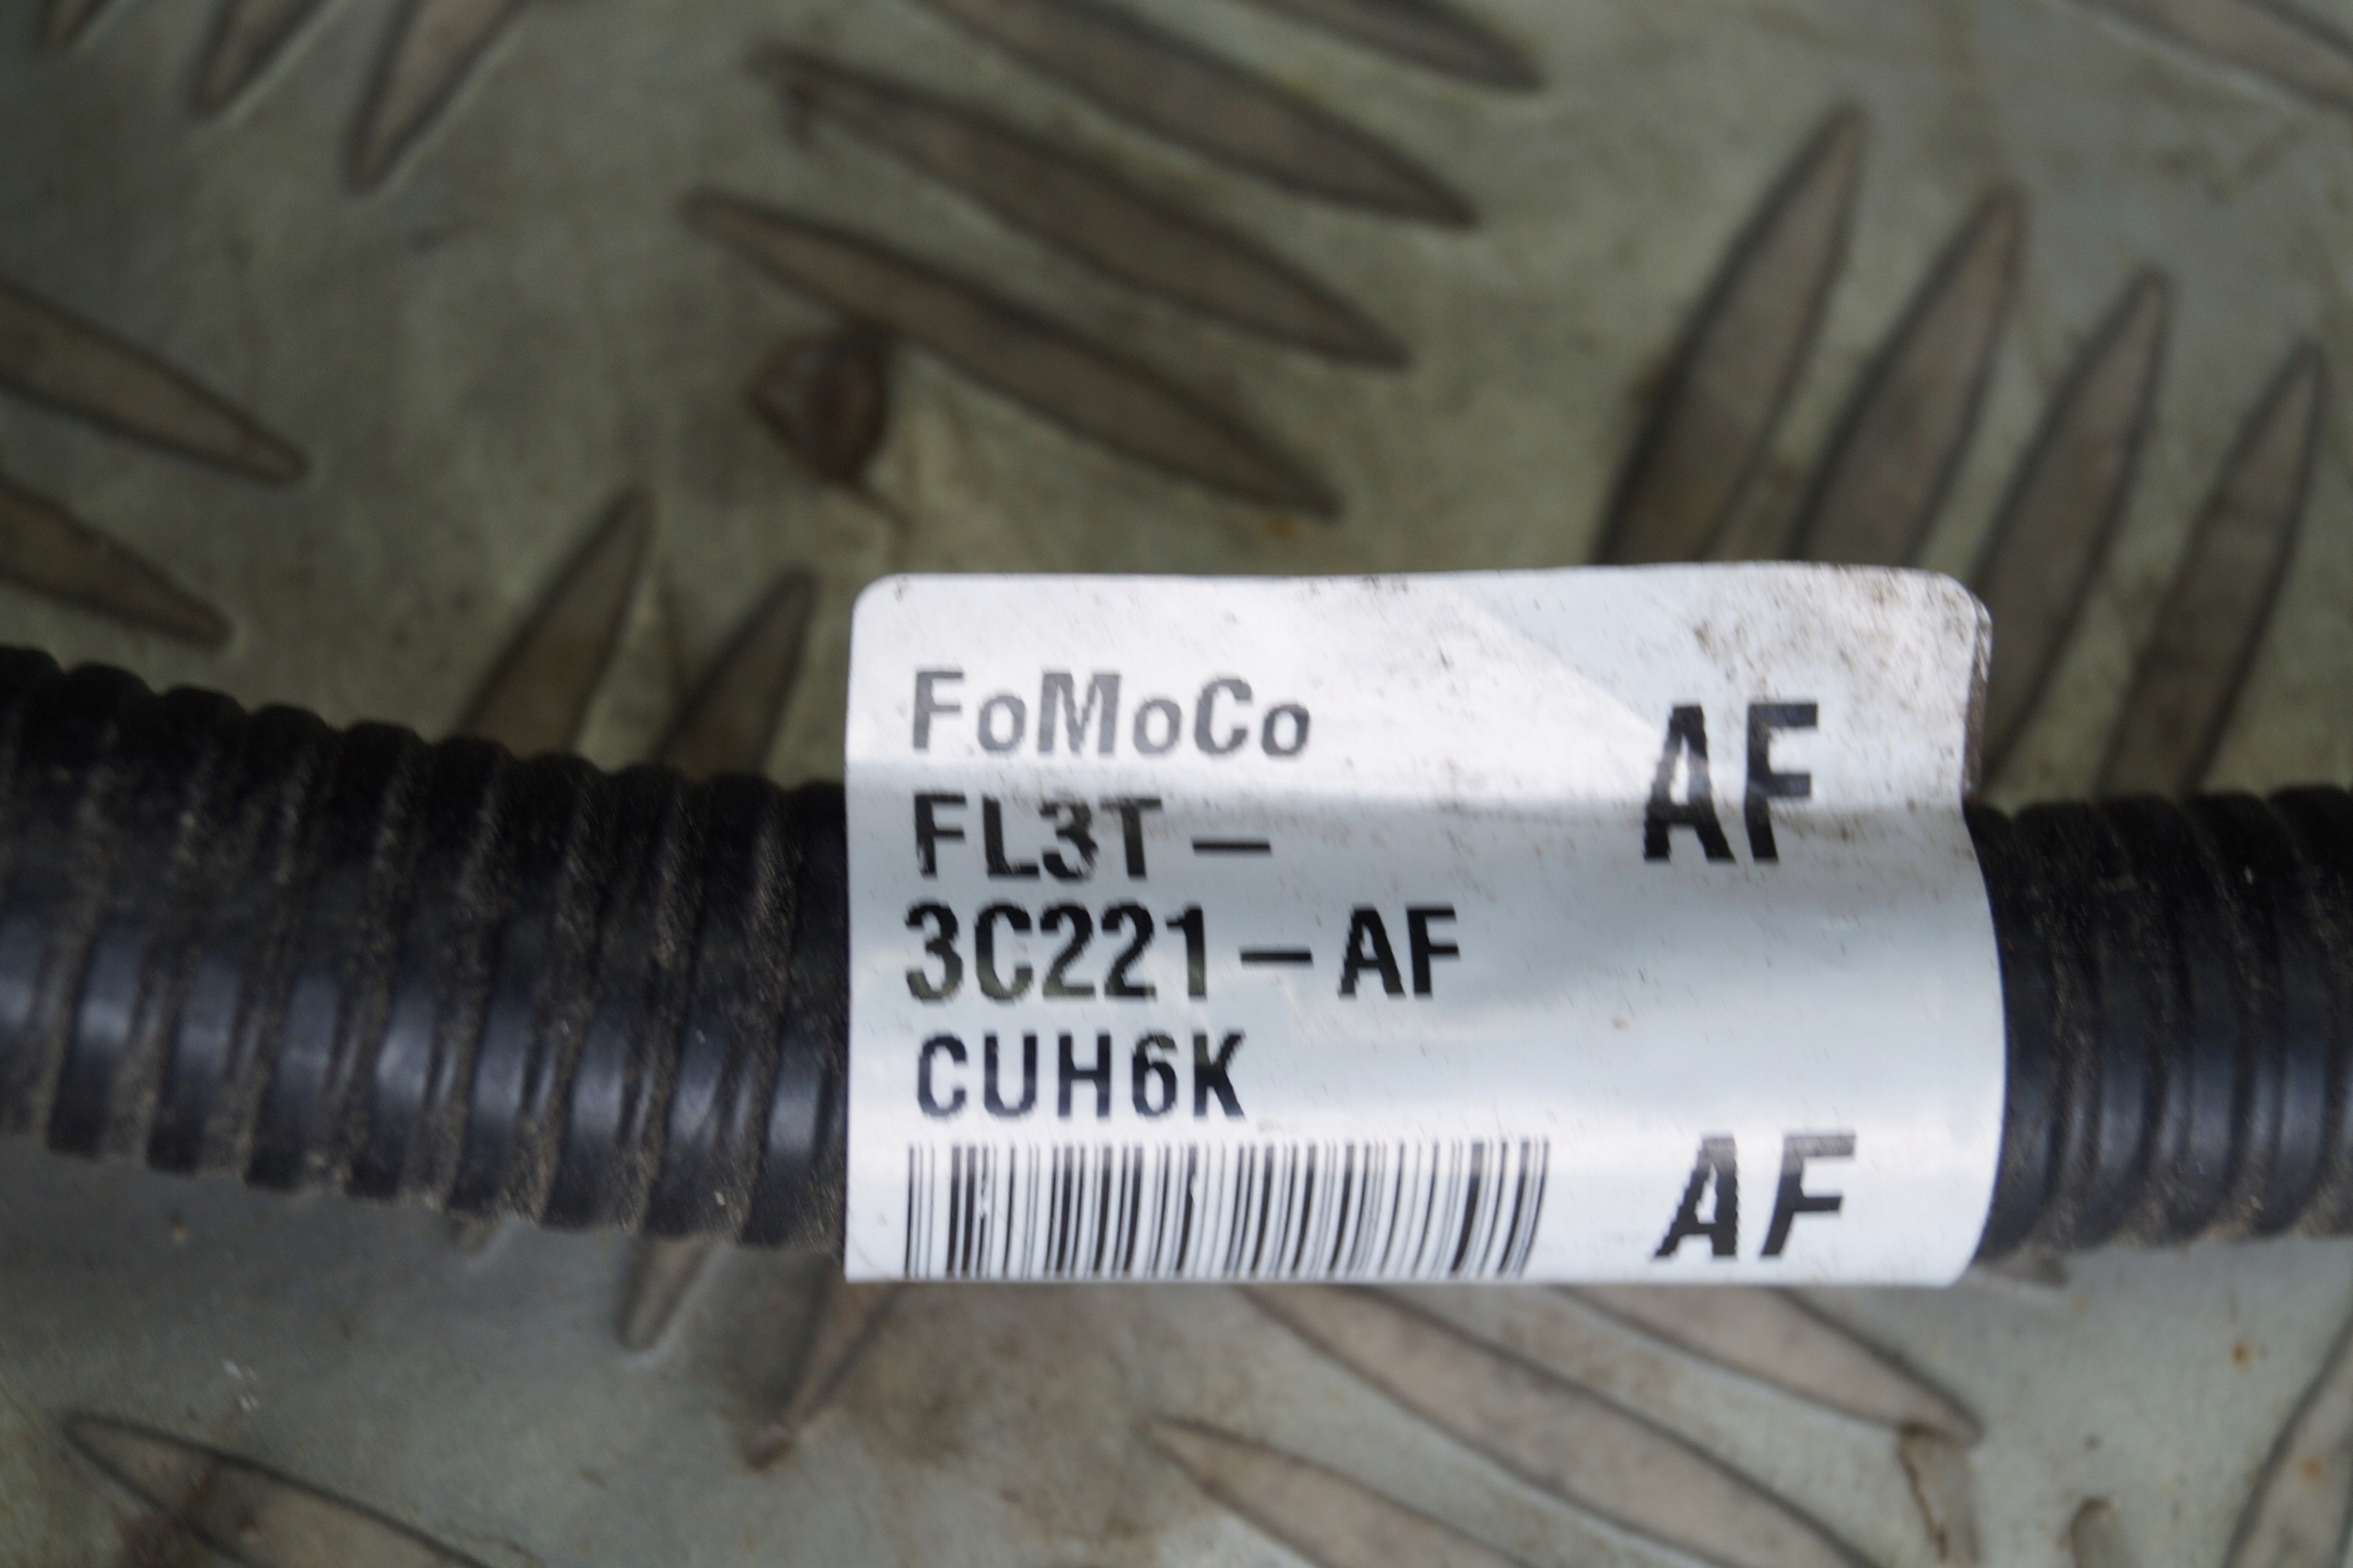 FoMoCo
AF
FL3T-
3C221-AF
CUH6K
AF